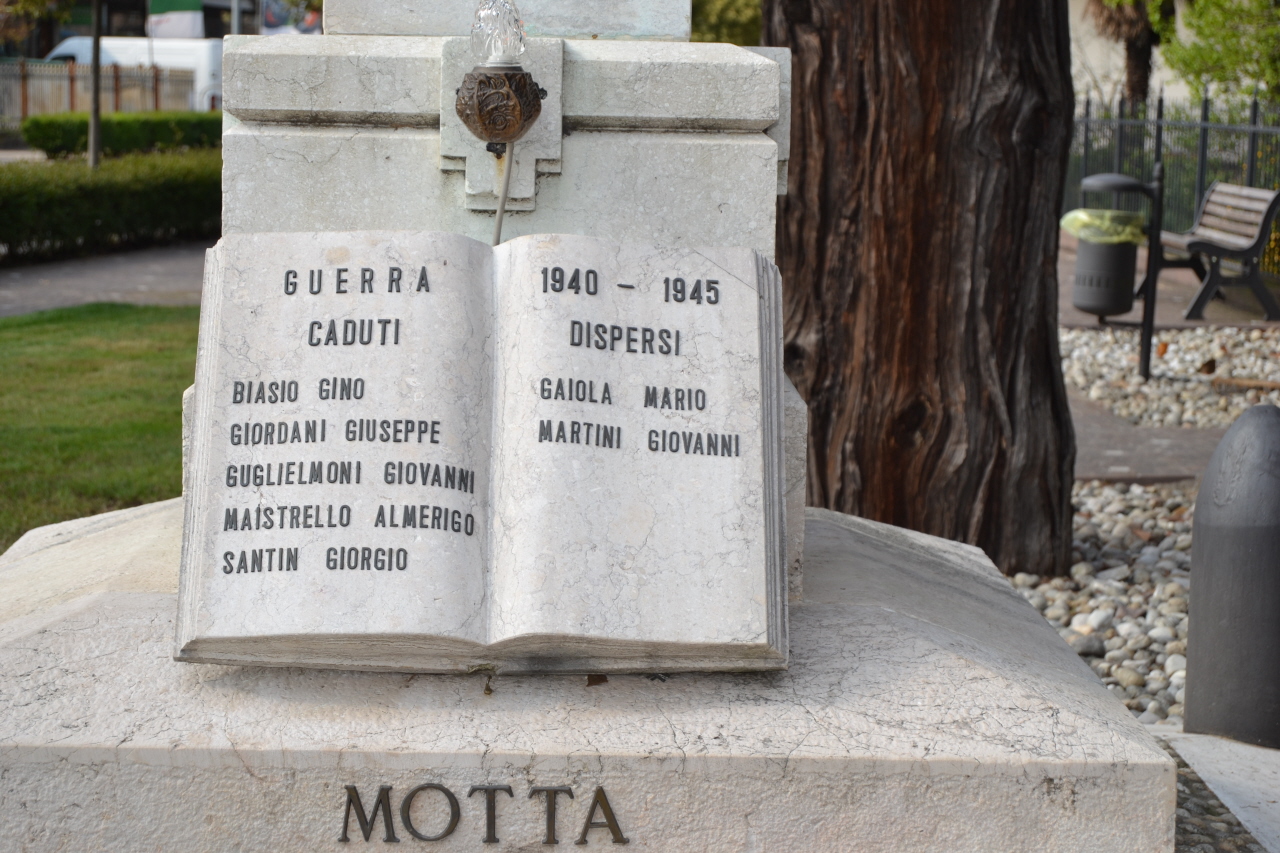 GUERRA
CADUTI
BIASIO GINO
GIORDANI GIUSEPPE
GUGLIELMONI GIOVANNI
MAISTRELLO ALMERIGO
SANTIN GIORGIO
1940 – 1945
DISPERSI
GAIOLA MARIO
MARTINI GIOVANNI
MOTTA